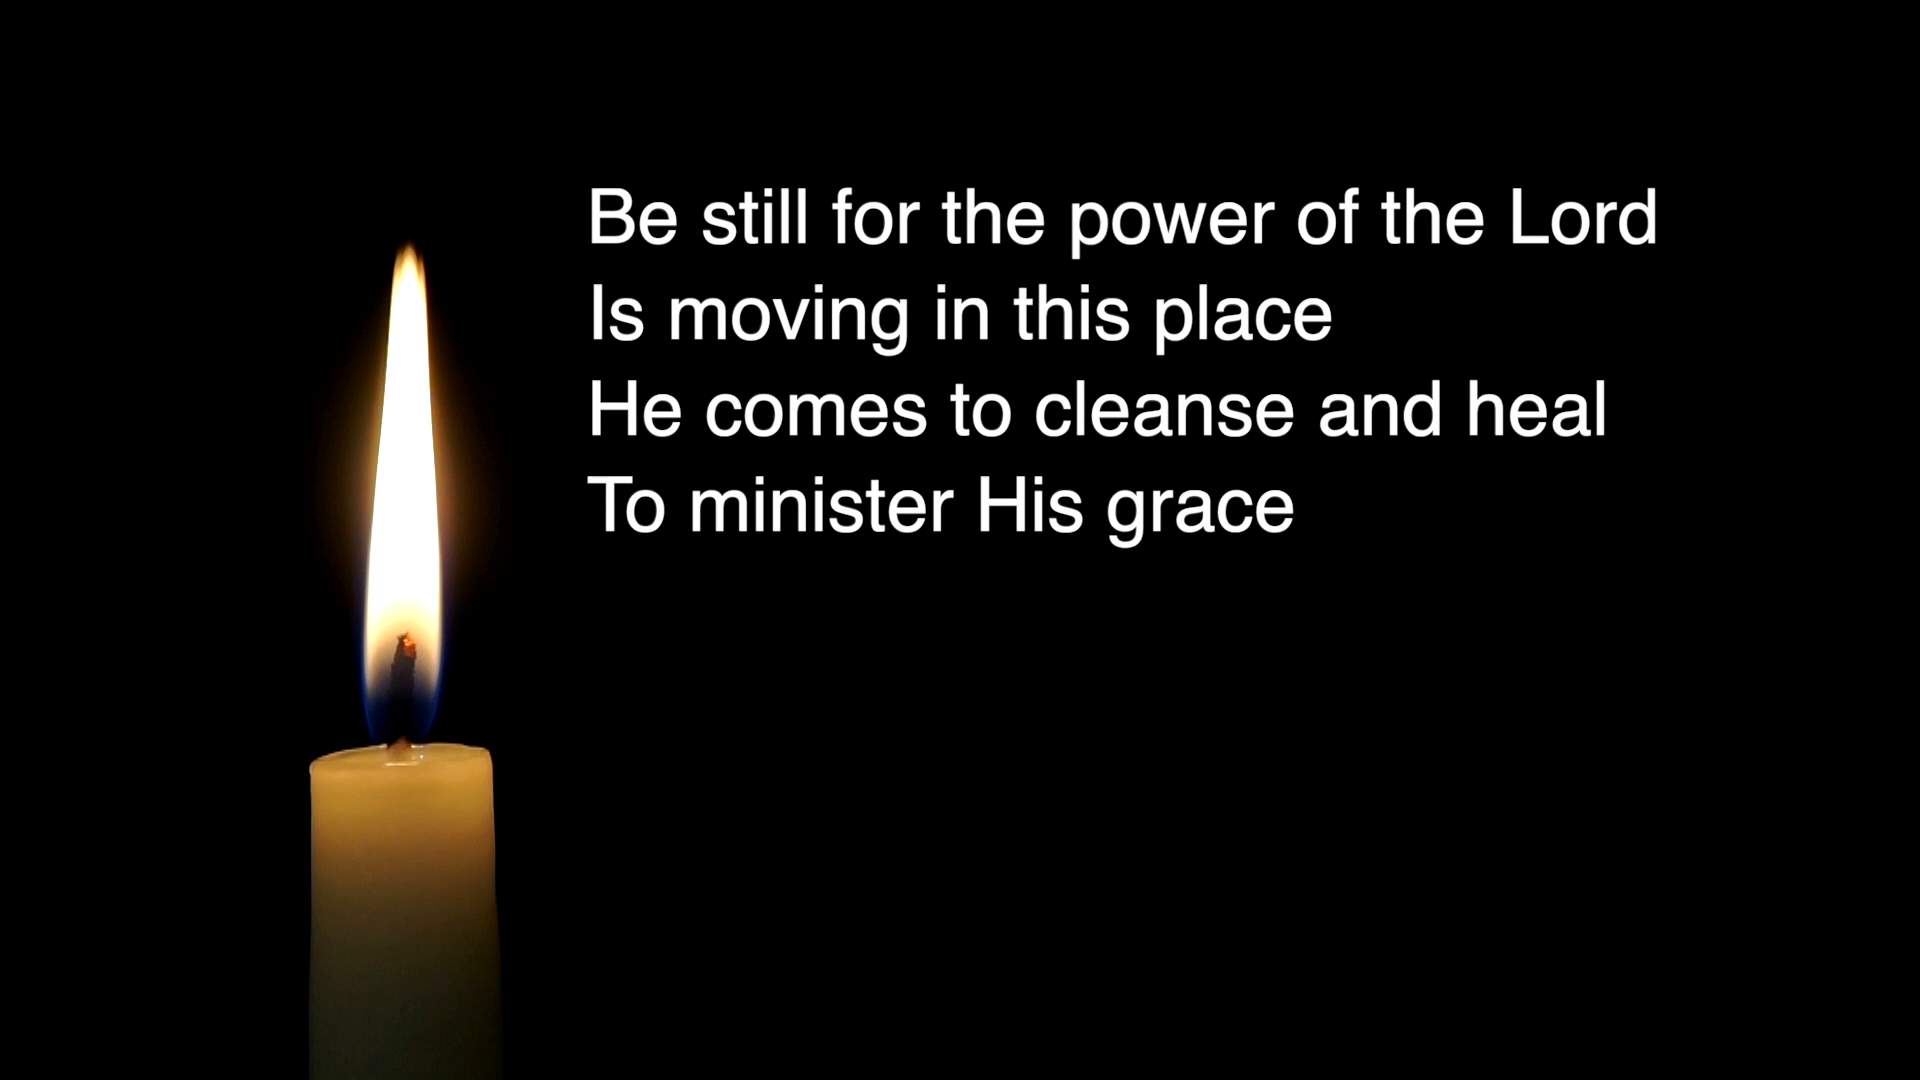 Be still for the power of the Lord
Is moving in this place
He comes to cleanse and heal
To minister His grace